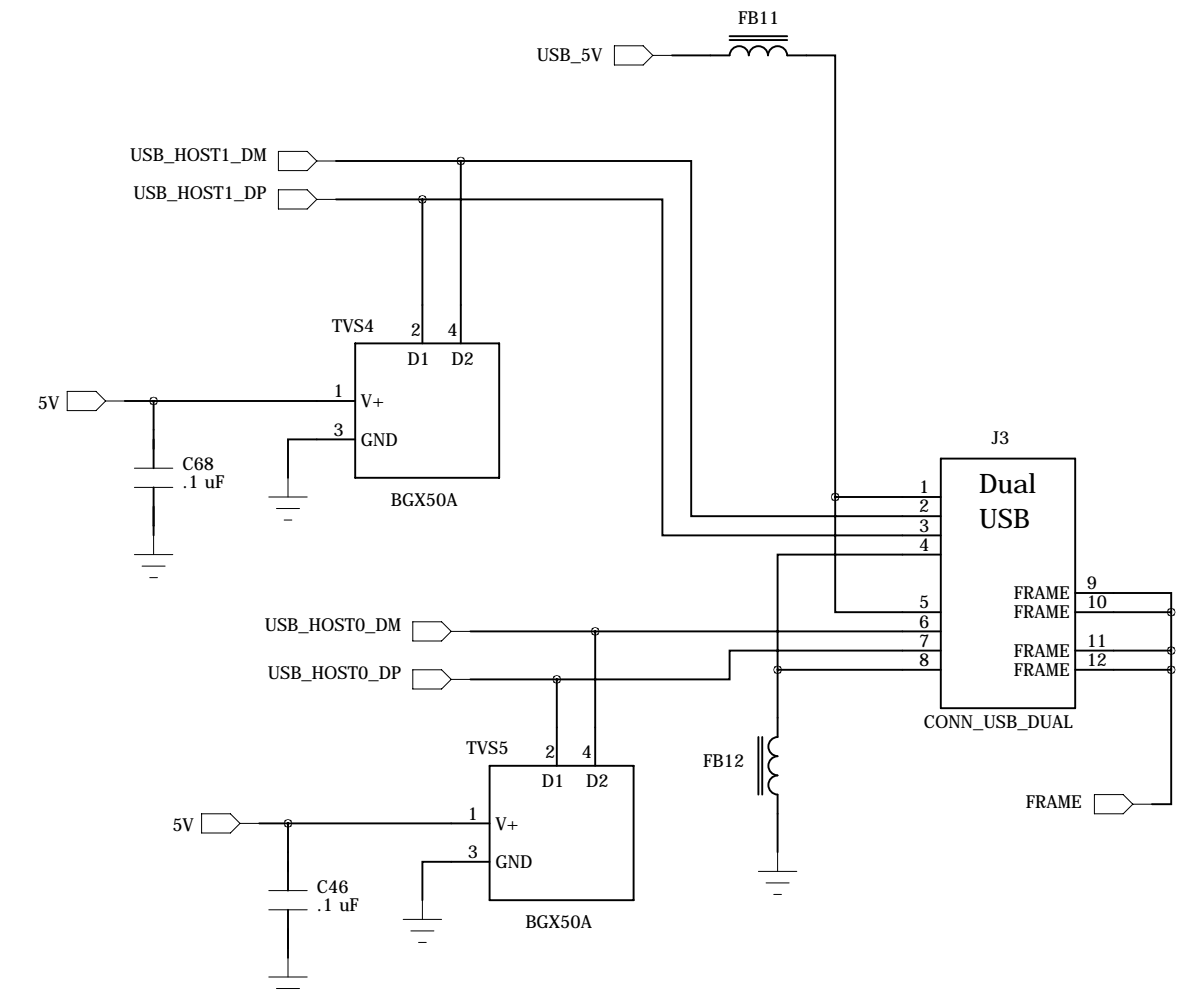 FB11
USB_5V
USB_HOST1_DM
USB_HOST1_DP
TVS4
2
4
D1
D2
5V
1
V+
3
GND
C68
.1 uF
BGX50A
J3
Dual
USB
1
2
3
4
5
6
7
8
FRAME
9
FRAME
10
FRAME
11
FRAME
12
CONN_USB_DUAL
USB_HOST0_DM
USB_HOST0_DP
TVS5
2
4
D1
D2
FB12
FRAME
5V
1
V+
3
GND
C46
.1 uF
BGX50A